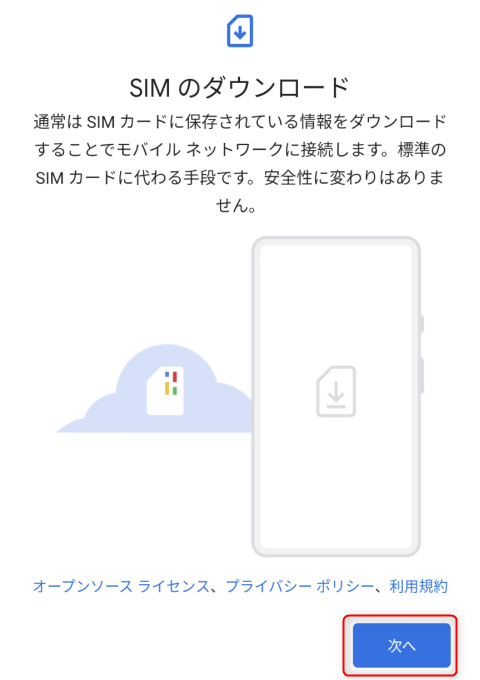 SIM のダウンロード
通常は SIM カードに保存されている情報をダウンロード
することでモバイル ネットワークに接続します。標準の
SIM カードに代わる手段です。安全性に変わりはありま
せん。
オープンソース ライセンス、プライバシー ポリシー、利用規約
次へ